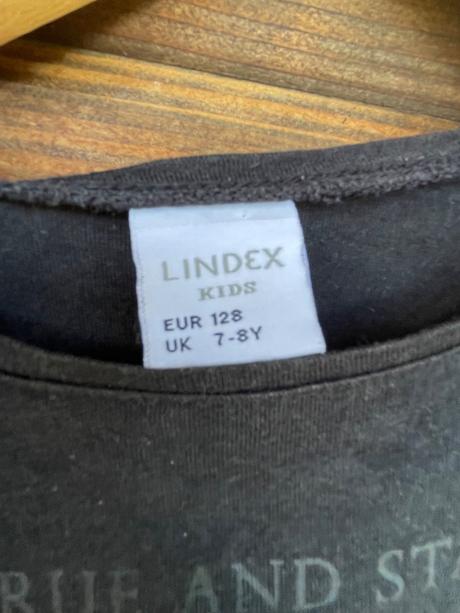 LINDEX
KIDS
EUR 128
UK 7-8Y
AND